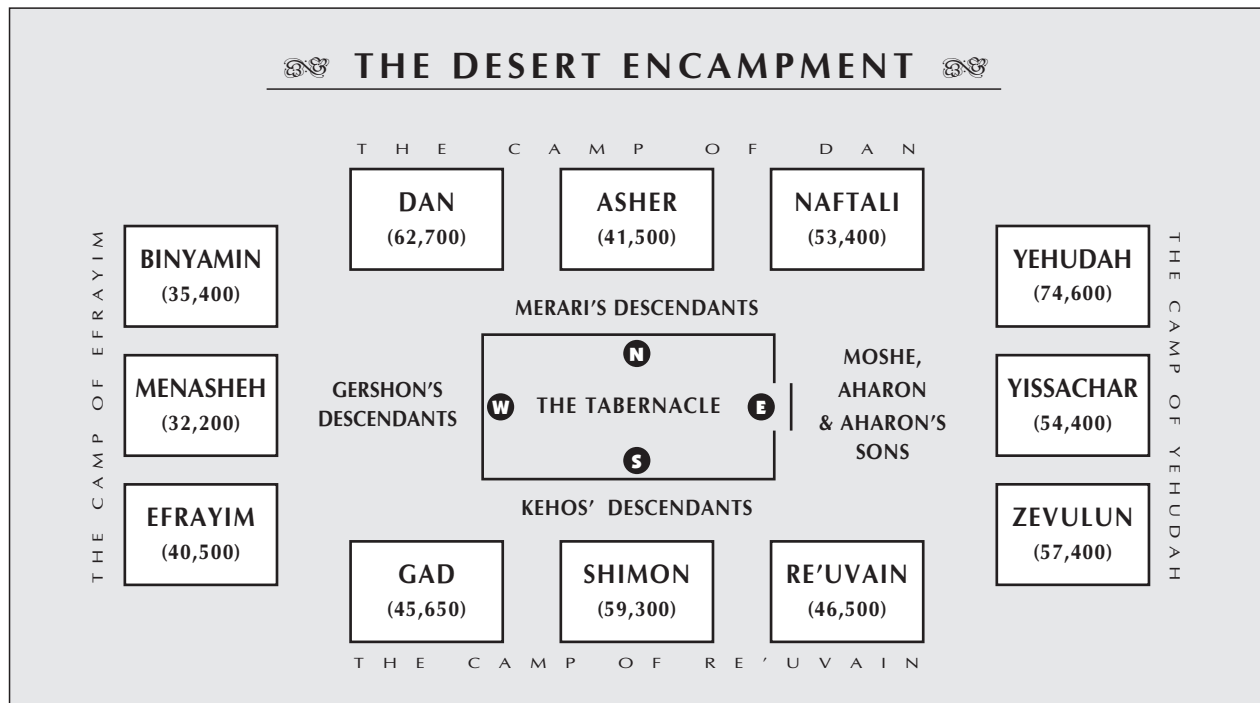 THE DESERT ENCAMPMENT
THE CAMP OF DAN
DAN
(62,700)
ASHER
(41,500)
NAFTALI
(53,400)
THE CAMP OF EFRAYIM
BINYAMIN
(35,400)
MENASHEH
(32,200)
EFRAYIM
(40,500)
MERARI'S DESCENDANTS
GERSHON'S
DESCENDANTS
N
W
THE TABERNACLE
E
S
MOSHE,
AHARON
& AHARON'S
SONS
KEHOS' DESCENDANTS
YEHUDAH
(74,600)
YISSACHAR
(54,400)
ZEVULUN
(57,400)
THE CAMP OF YEHUDAH
GAD
(45,650)
SHIMON
(59,300)
RE'UVAIN
(46,500)
THE CAMP OF RE'UVAIN